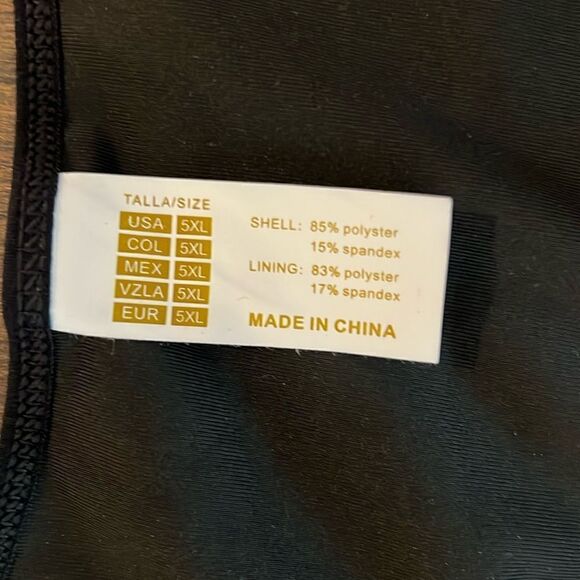 TALLA/SIZE
USA 5XL
COL 5XL
MEX 5XL
VZLA 5XL
EUR 5XL
SHELL: 85% polyster
15% spandex
LINING: 83% polyster
17% spandex
MADE IN CHINA